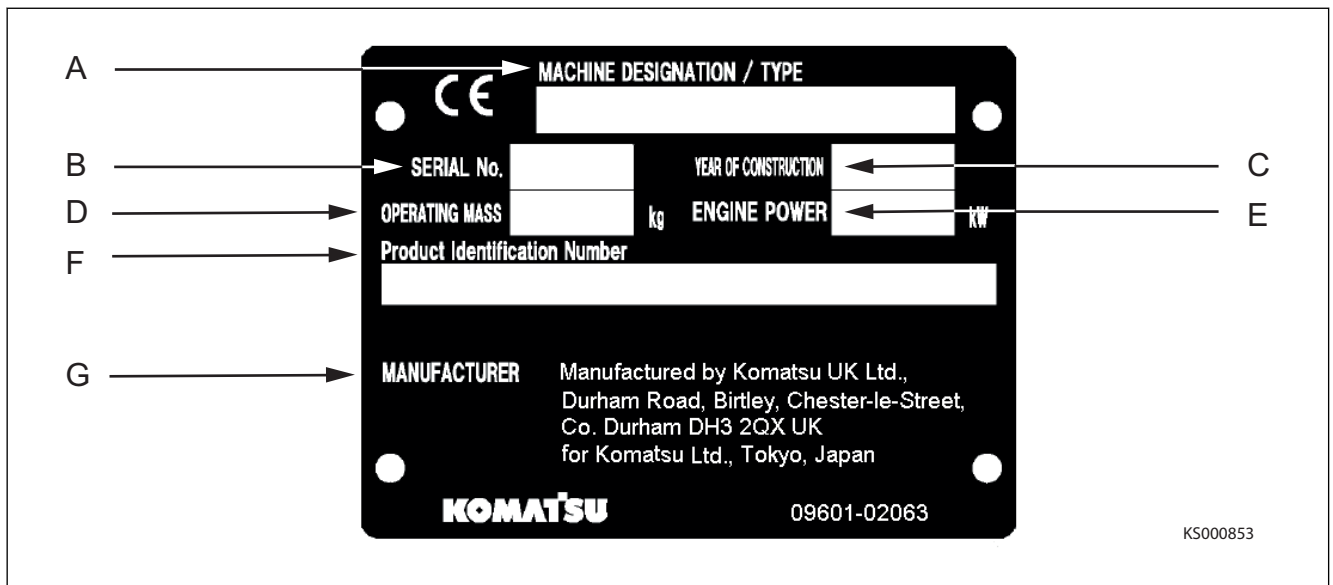 A MACHINE DESIGNATION / TYPE
CE
B SERIAL No. YEAR OF CONSTRUCTION C
D OPERATING MASS kg ENGINE POWER kW E
F Product Identification Number
G MANUFACTURER Manufactured by Komatsu UK Ltd.,
Durham Road, Birtley, Chester-le-Street,
Co. Durham DH3 2QX UK
for Komatsu Ltd., Tokyo, Japan
KOMATSU 09601-02063
KS000853